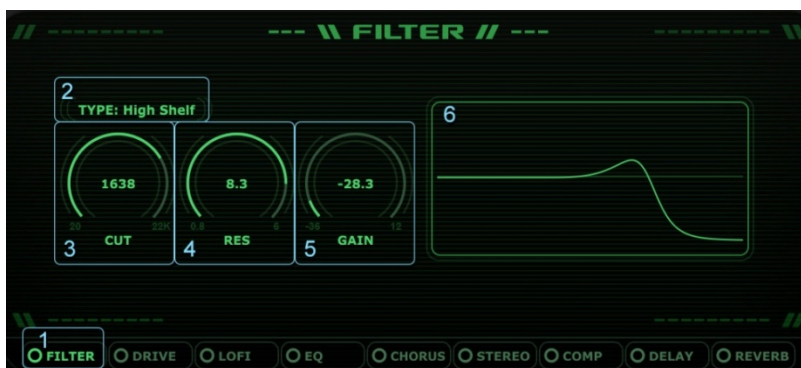 --- \\ FILTER // ---
2
TYPE: High Shelf
6
1638
8.3
-28.3
20
22K
0.8
6
-36
12
3
CUT
4
RES
5
GAIN
1
FILTER
DRIVE
LOFI
EQ
CHORUS
STEREO
COMP
DELAY
REVERB